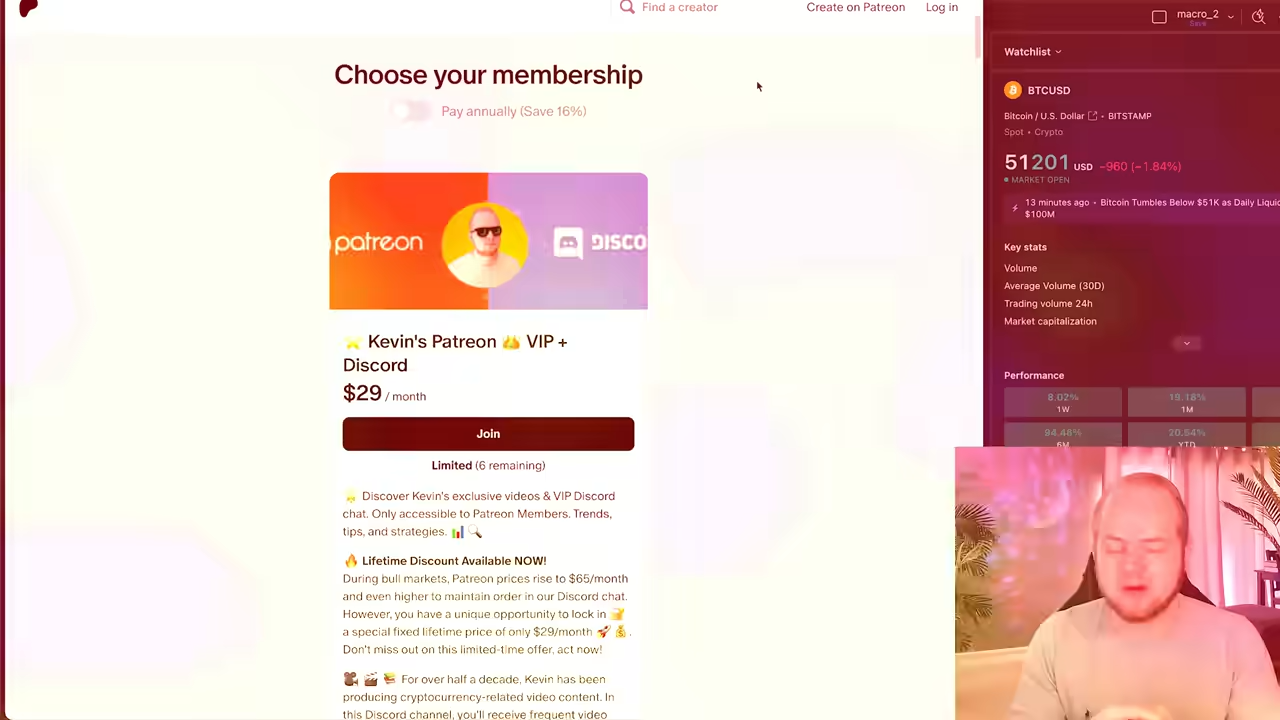 Find a creator
Create on Patreon
Log in
Choose your membership
Pay annually (Save 16%)
patreon
DISCO
Kevin's Patreon 👑 VIP +
Discord
$29 / month
Join
Limited (6 remaining)
🌟 Discover Kevin's exclusive videos & VIP Discord
chat. Only accessible to Patreon Members. Trends,
tips, and strategies. 📊 🔍
🔥 Lifetime Discount Available NOW!
During bull markets, Patreon prices rise to $65/month
and even higher to maintain order in our Discord chat.
However, you have a unique opportunity to lock in
a special fixed lifetime price of only $29/month 🚀 💰.
Don't miss out on this limited-time offer, act now!
🎥 🎬 For over half a decade, Kevin has been
producing cryptocurrency-related video content. In
this Discord channel, you'll receive frequent video
macro_2
Save
Watchlist
BTCUSD
Bitcoin / U.S. Dollar • BITSTAMP
Spot • Crypto
51201 USD −960 (−1.84%)
MARKET OPEN
13 minutes ago • Bitcoin Tumbles Below $51K as Daily Liquid
$100M
Key stats
Volume
Average Volume (30D)
Trading volume 24h
Market capitalization
Performance
8.02% 19.18%
1W 1M
94.46% 20.54%
6M YTD